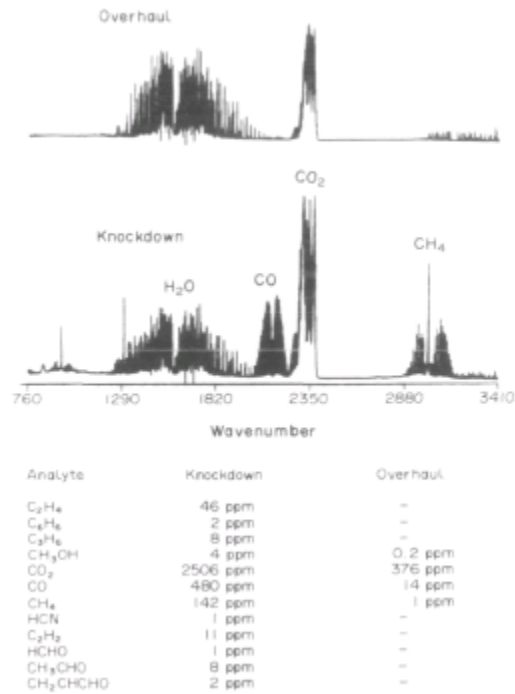 Overhaul
CO₂
Knockdown
H₂O CO CH₄
760 1290 1820 2350 2880 3410
Wavenumber
Analyte Knockdown Overhaul
C₂H₄ 46 ppm –
C₆H₆ 2 ppm –
C₃H₆ 8 ppm –
CH₃OH 4 ppm 0.2 ppm
CO₂ 2506 ppm 376 ppm
CO 480 ppm 14 ppm
CH₄ 142 ppm 1 ppm
HCN 1 ppm –
C₂H₂ 11 ppm –
HCHO 1 ppm –
CH₃CHO 8 ppm –
CH₂CHCHO 2 ppm –